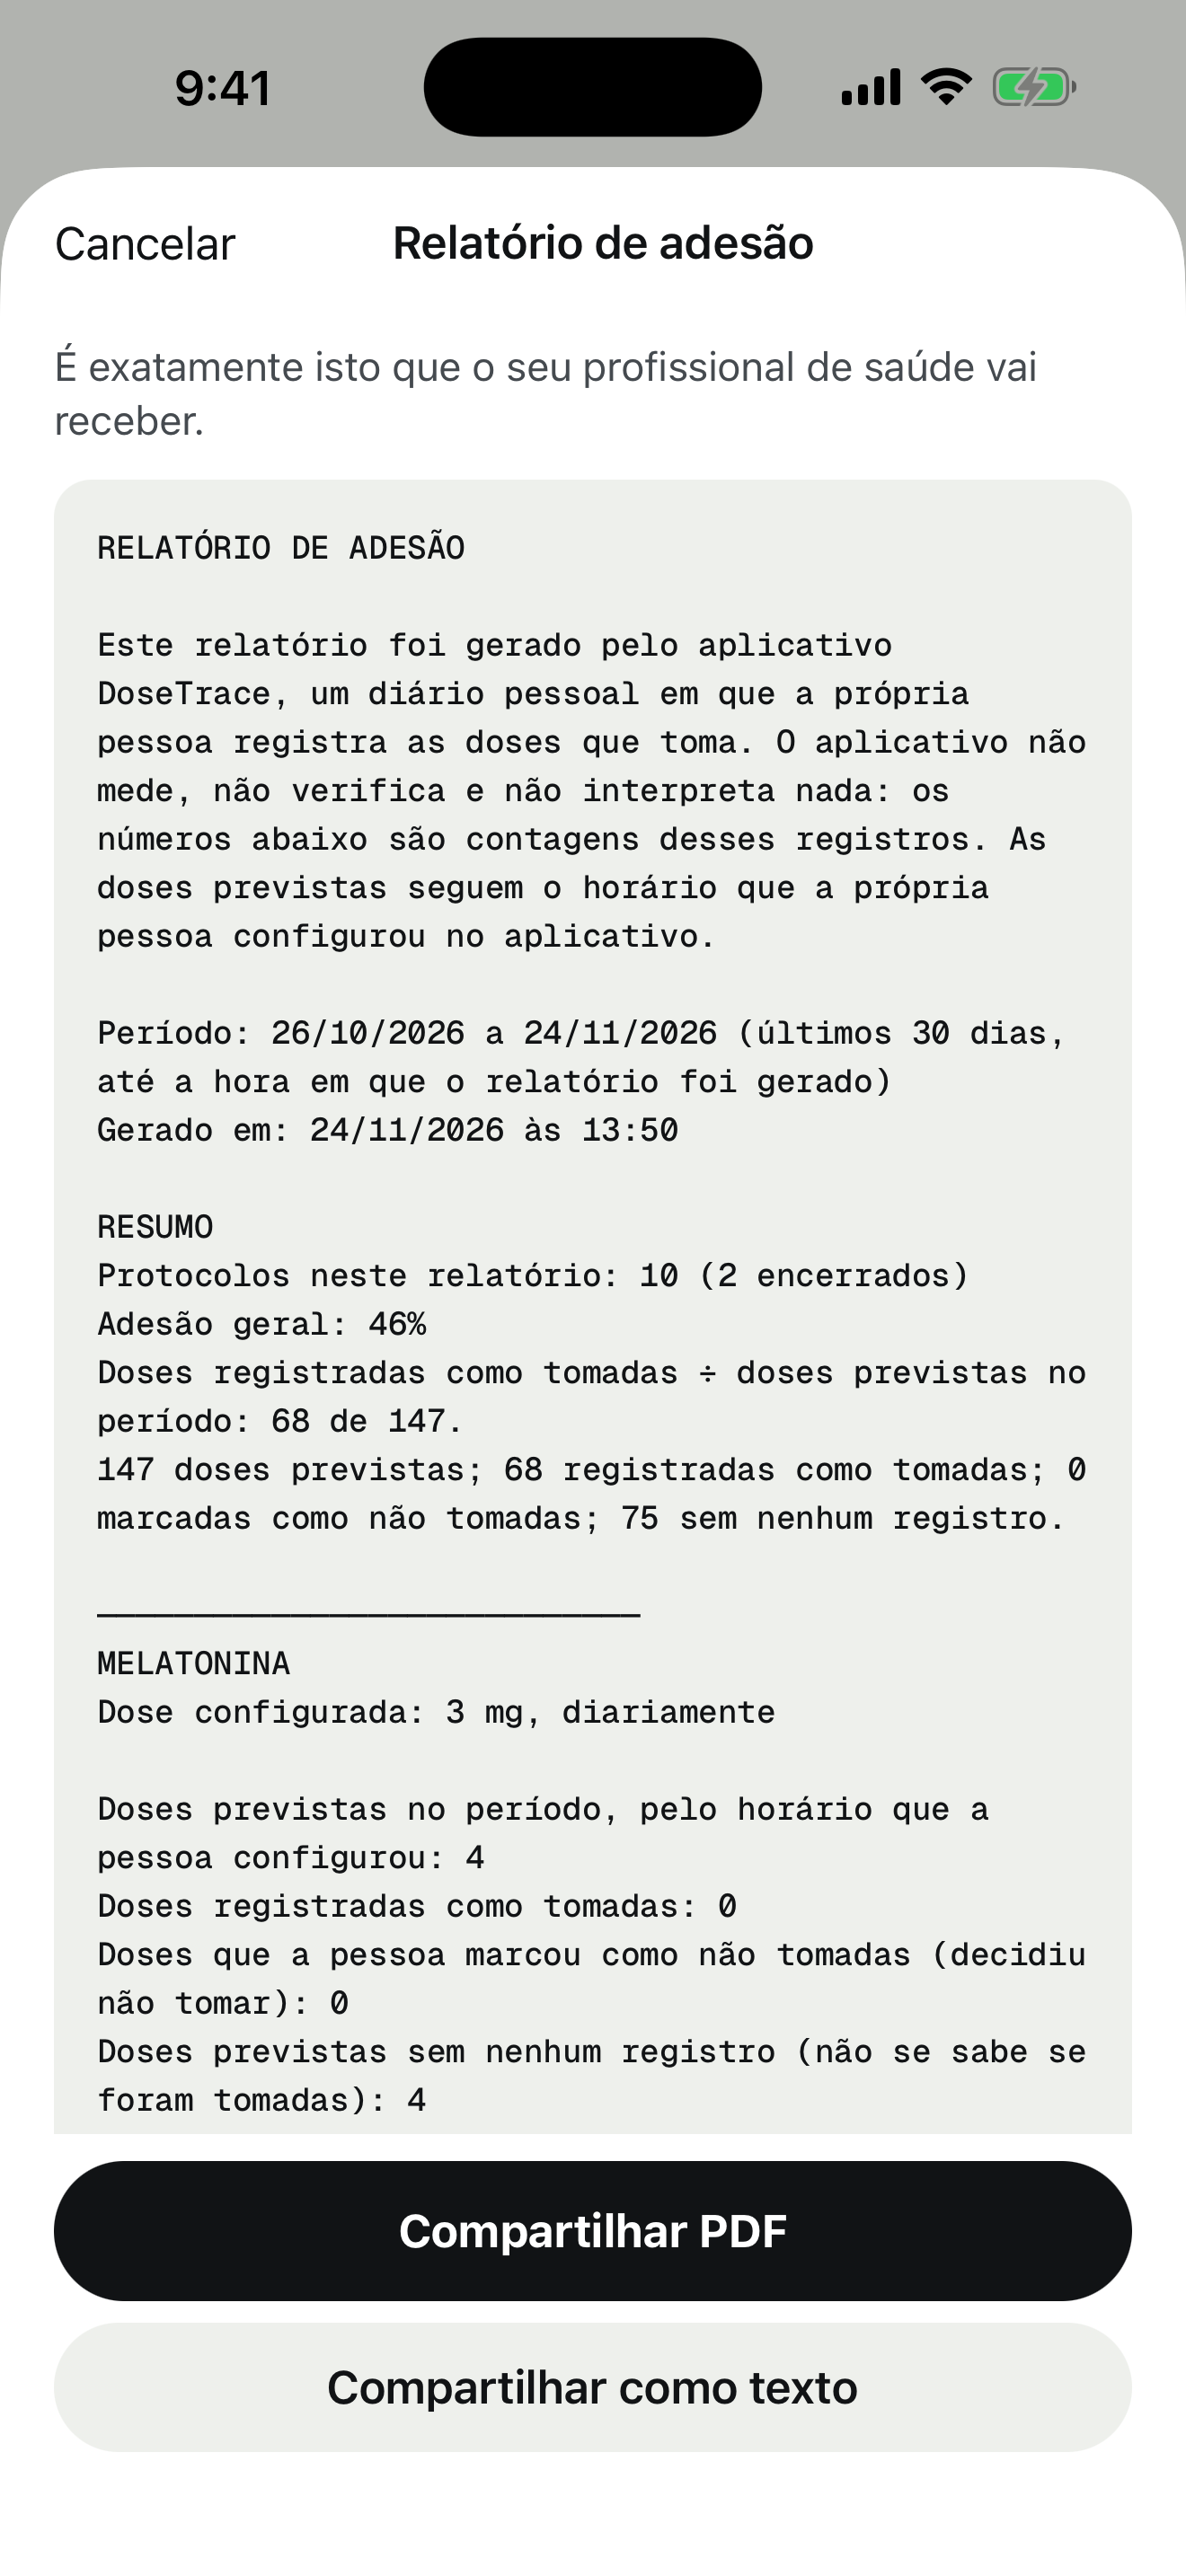 9:41
Cancelar
Relatório de adesão
É exatamente isto que o seu profissional de saúde vai
receber.
RELATÓRIO DE ADESÃO
Este relatório foi gerado pelo aplicativo
DoseTrace, um diário pessoal em que a própria
pessoa registra as doses que toma. O aplicativo não
mede, não verifica e não interpreta nada: os
números abaixo são contagens desses registros. As
doses previstas seguem o horário que a própria
pessoa configurou no aplicativo.
Período: 26/10/2026 a 24/11/2026 (últimos 30 dias,
até a hora em que o relatório foi gerado)
Gerado em: 24/11/2026 às 13:50
RESUMO
Protocolos neste relatório: 10 (2 encerrados)
Adesão geral: 46%
Doses registradas como tomadas ÷ doses previstas no
período: 68 de 147.
147 doses previstas; 68 registradas como tomadas; 0
marcadas como não tomadas; 75 sem nenhum registro.
MELATONINA
Dose configurada: 3 mg, diariamente
Doses previstas no período, pelo horário que a
pessoa configurou: 4
Doses registradas como tomadas: 0
Doses que a pessoa marcou como não tomadas (decidiu
não tomar): 0
Doses previstas sem nenhum registro (não se sabe se
foram tomadas): 4
Compartilhar PDF
Compartilhar como texto